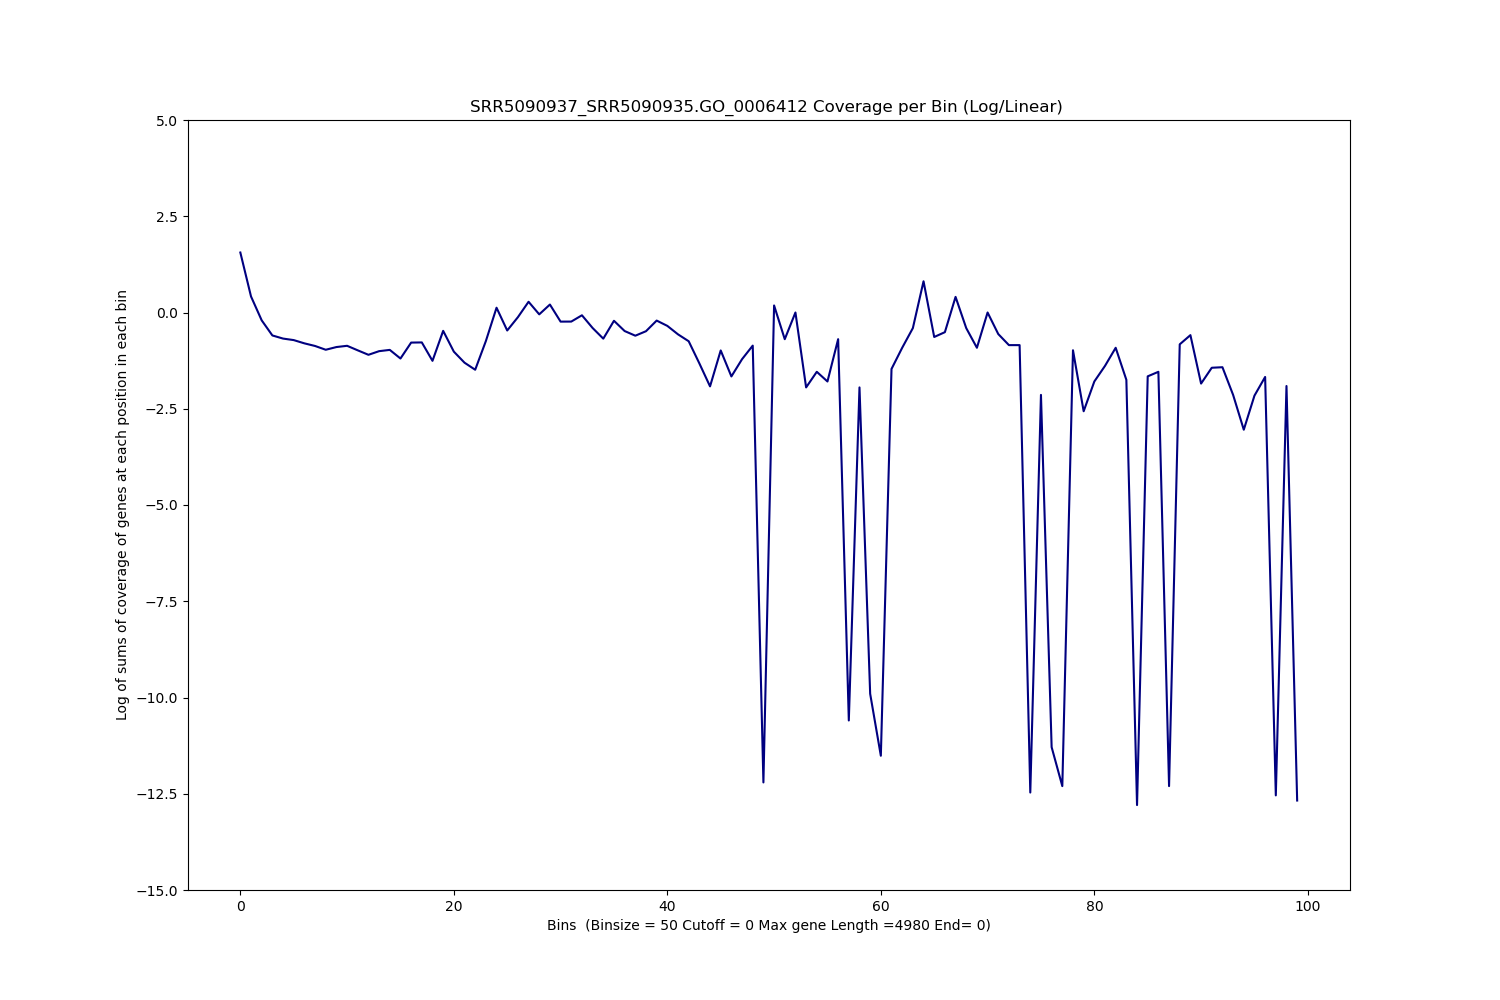 SRR5090937_SRR5090935.GO_0006412 Coverage per Bin (Log/Linear)
Log of sums of coverage of genes at each position in each bin
5.0
2.5
0.0
−2.5
−5.0
−7.5
−10.0
−12.5
−15.0
0 20 40 60 80 100
Bins  (Binsize = 50 Cutoff = 0 Max gene Length =4980 End= 0)